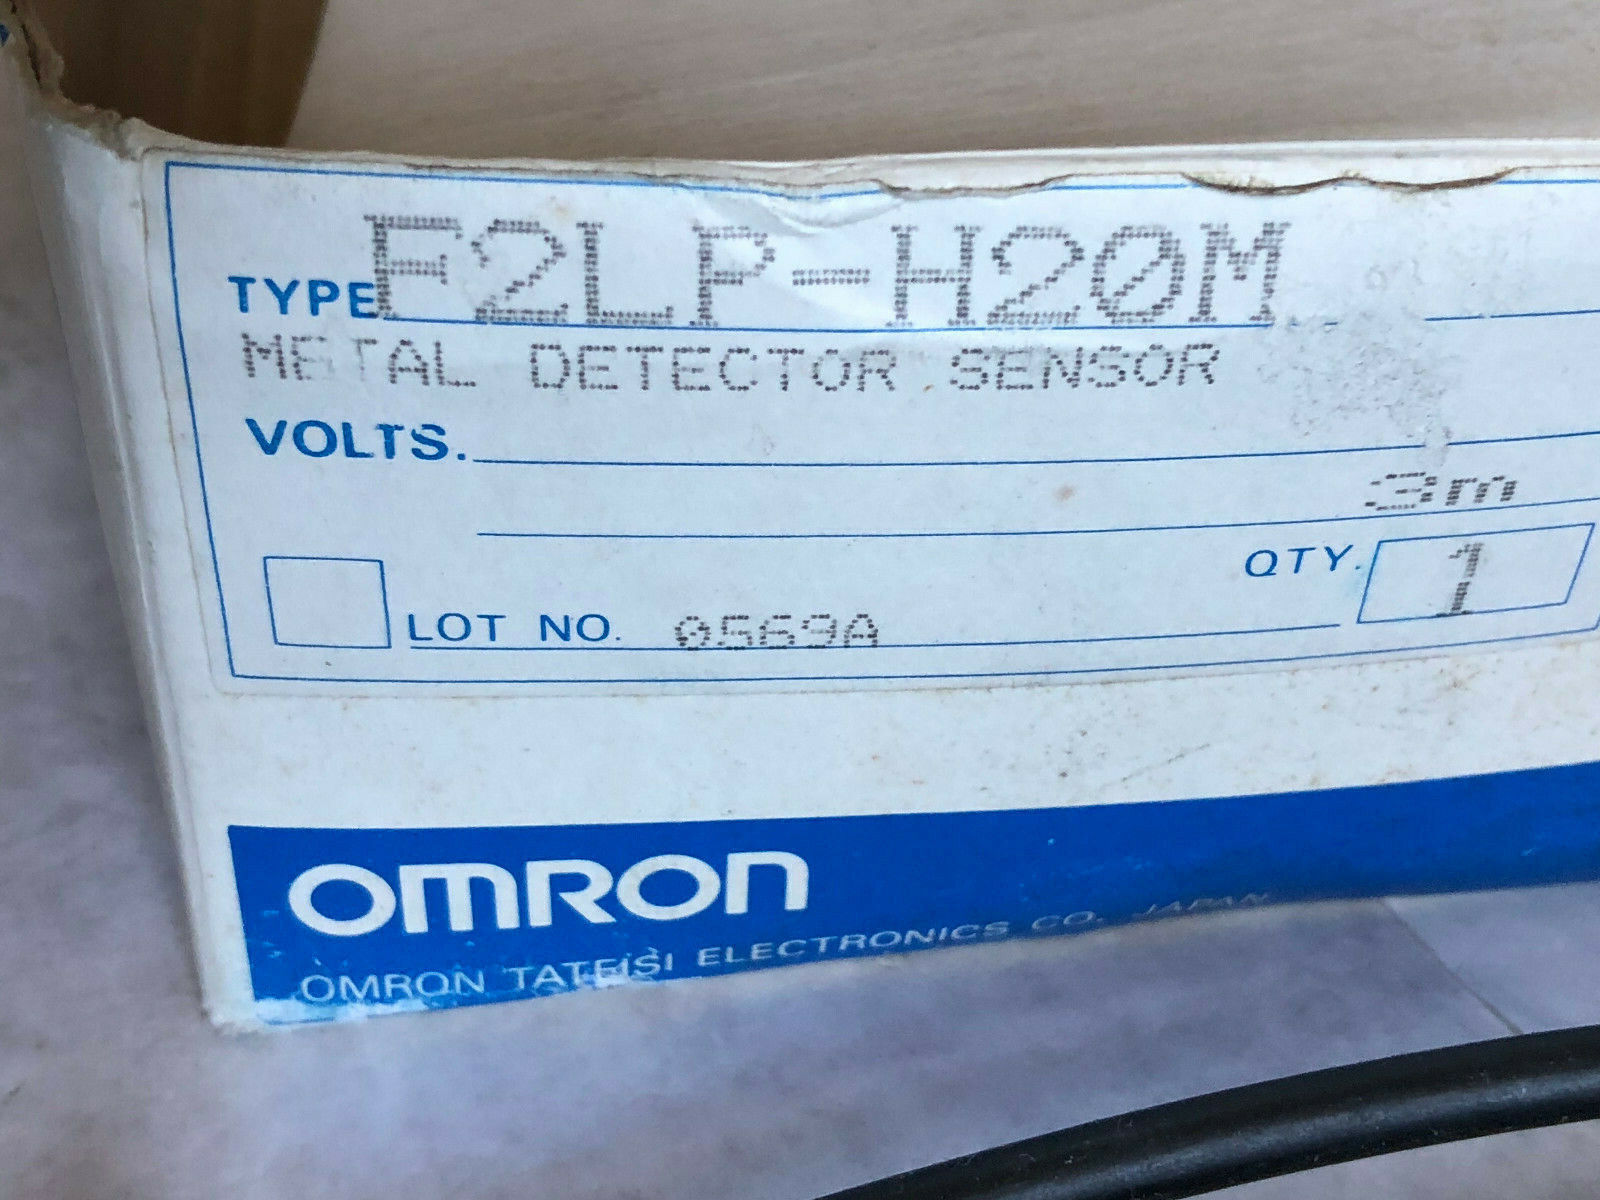 TYPE E2LP-H20M
METAL DETECTOR SENSOR
VOLTS.
3m
QTY. 1
LOT NO. 0569A
OMRON
OMRON TATEISI ELECTRONICS CO. JAPAN